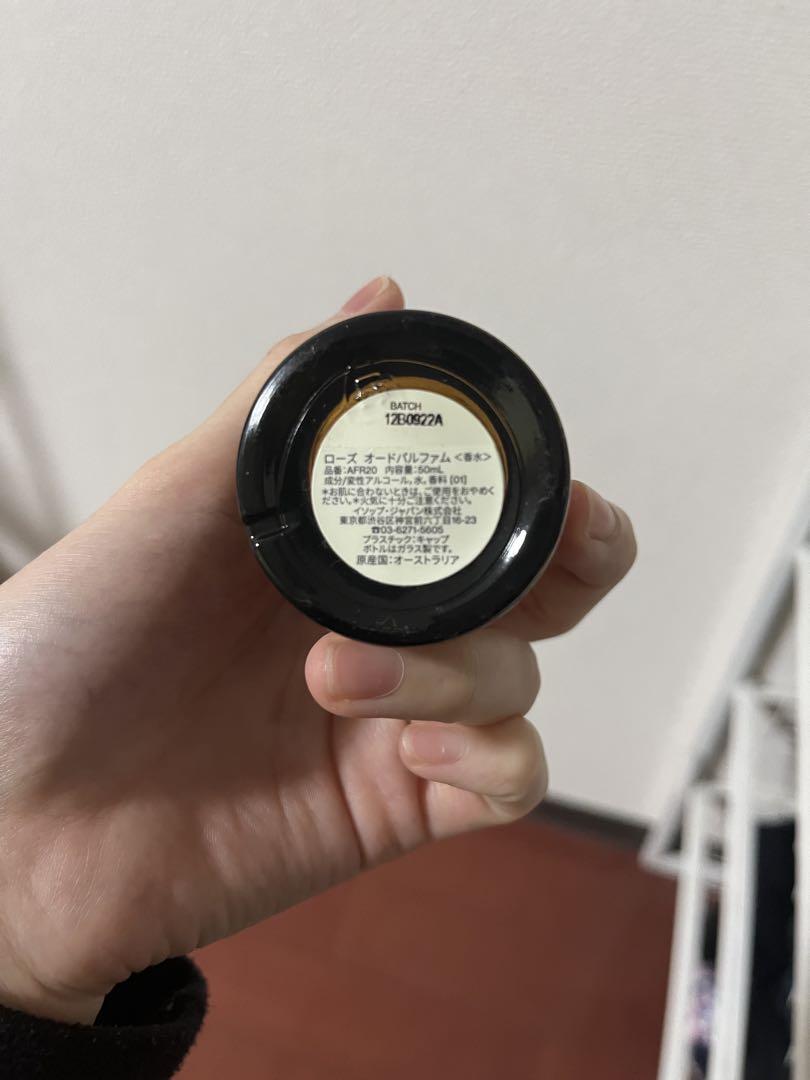 BATCH
12B0922A
ローズ オードパルファム <香水>
品番:AFR20 内容量:50mL
成分/変性アルコール, 水, 香料 [01]
*お肌に合わないときは、ご使用をおやめく
ださい。*火気に十分ご注意ください。
イソップ・ジャパン株式会社
東京都渋谷区神宮前六丁目16-23
☎03-6271-5605
プラスチック:キャップ
ボトルはガラス製です。
原産国:オーストラリア